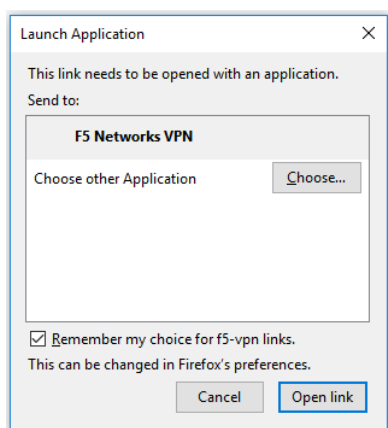 Launch Application
This link needs to be opened with an application.
Send to:
F5 Networks VPN
Choose other Application
Choose...
Remember my choice for f5-vpn links.
This can be changed in Firefox's preferences.
Cancel
Open link